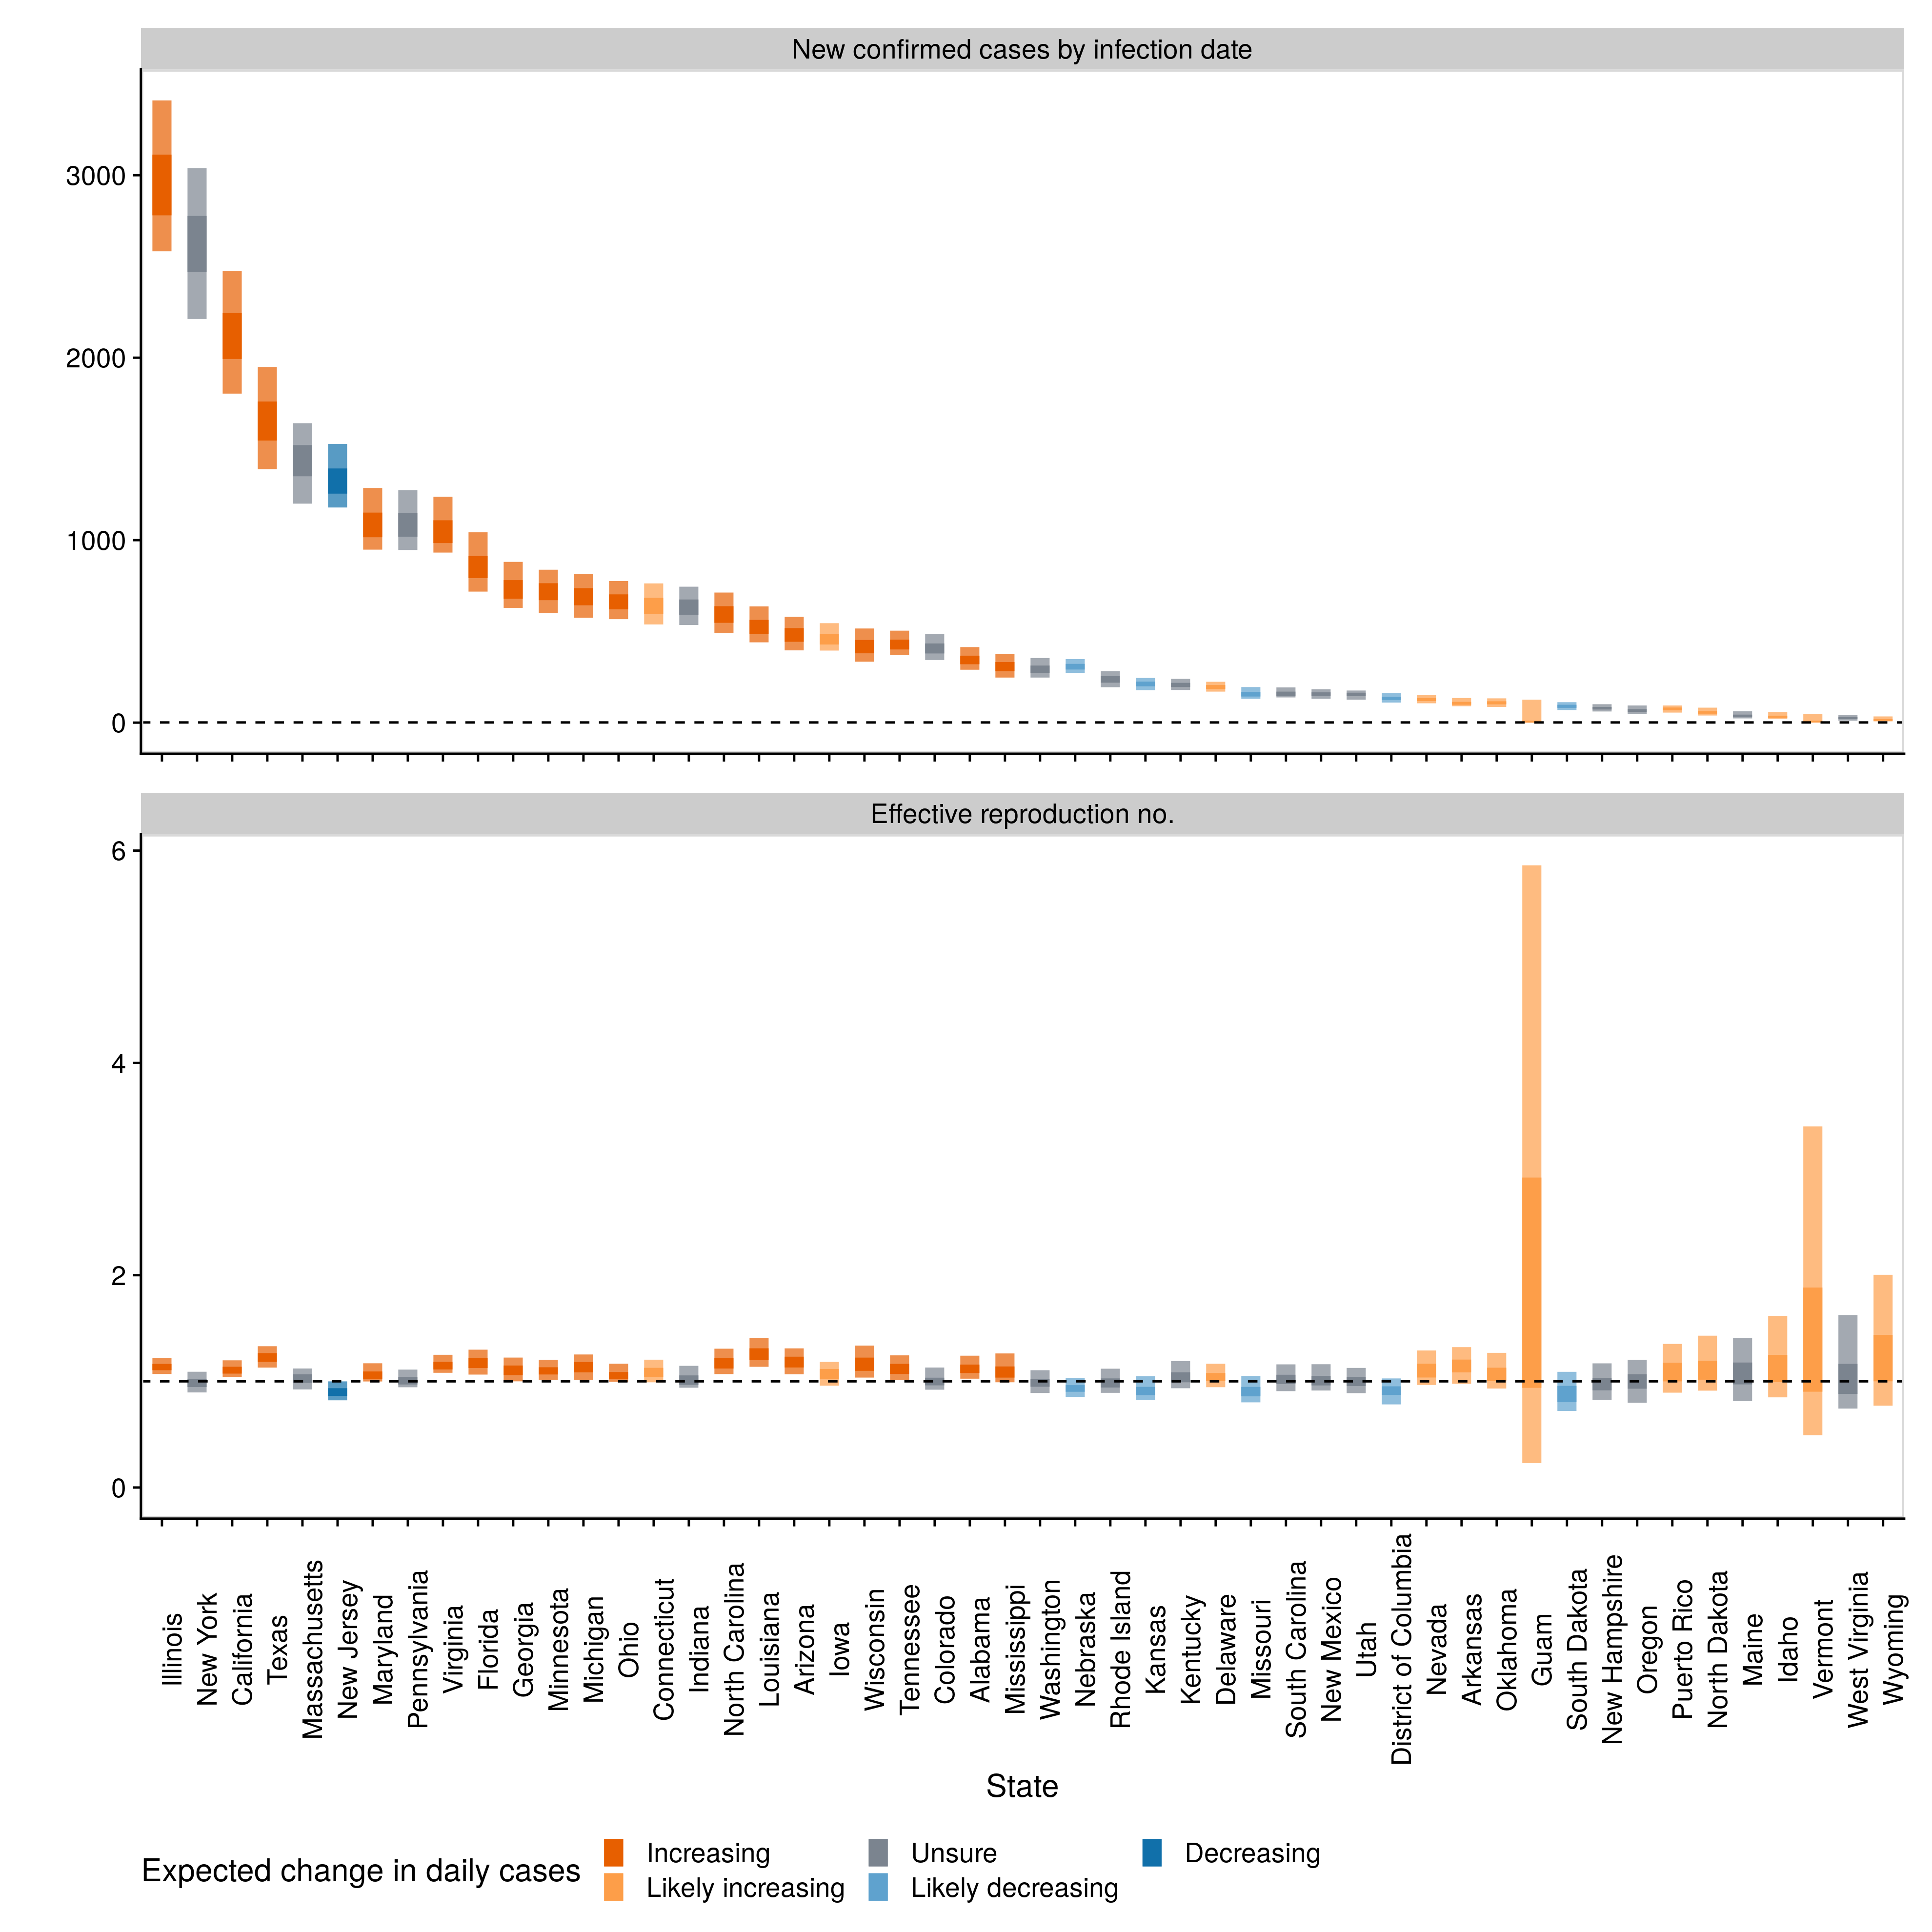 New confirmed cases by infection date
3000
2000
1000
0
Effective reproduction no.
6
4
2
0
Illinois
New York
California
Texas
Massachusetts
New Jersey
Maryland
Pennsylvania
Virginia
Florida
Georgia
Minnesota
Michigan
Ohio
Connecticut
Indiana
North Carolina
Louisiana
Arizona
Iowa
Wisconsin
Tennessee
Colorado
Alabama
Mississippi
Washington
Nebraska
Rhode Island
Kansas
Kentucky
Delaware
Missouri
South Carolina
New Mexico
Utah
District of Columbia
Nevada
Arkansas
Oklahoma
Guam
South Dakota
New Hampshire
Oregon
Puerto Rico
North Dakota
Maine
Idaho
Vermont
West Virginia
Wyoming
State
Expected change in daily cases
Increasing
Unsure
Decreasing
Likely increasing
Likely decreasing